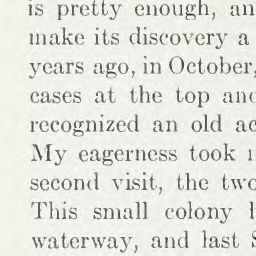 is pretty enough, an
make its discovery a
years ago, in October,
cases at the top and
recognized an old ac
My eagerness took
second visit, the two
This small colony
waterway, and last S